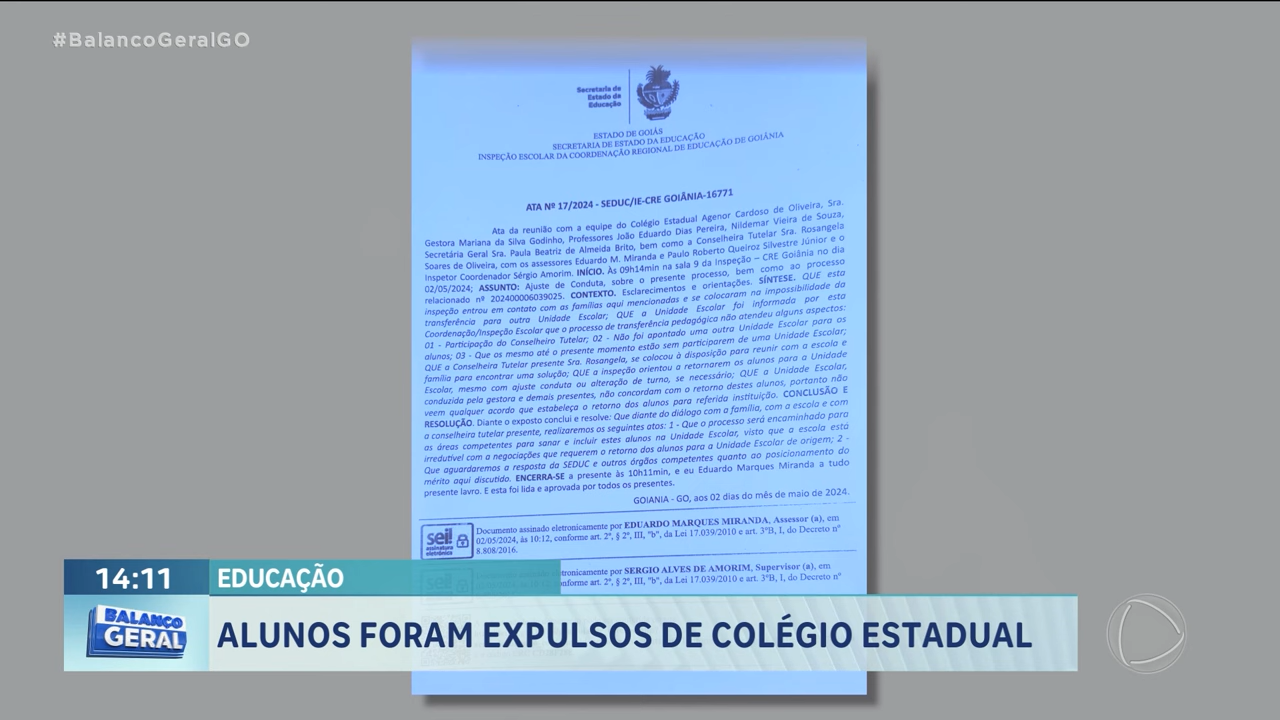 #BalancoGeralGO
Secretaria de
Estado da
Educação
ESTADO DE GOIÁS
SECRETARIA DE ESTADO DA EDUCAÇÃO
INSPEÇÃO ESCOLAR DA COORDENAÇÃO REGIONAL DE EDUCAÇÃO DE GOIÂNIA
ATA Nº 17/2024 - SEDUC/IE-CRE GOIÂNIA-16771
Ata da reunião com a equipe do Colégio Estadual Agenor Cardoso de Oliveira, Sra.
Gestora Mariana da Silva Godinho, Professores João Eduardo Dias Pereira, Nildemar Vieira de Souza,
Secretária Geral Sra. Paula Beatriz de Almeida Brito, bem como a Conselheira Tutelar Sra. Rosangela
Soares de Oliveira, com os assessores Eduardo M. Miranda e Paulo Roberto Queiroz Silvestre Júnior e o
Inspetor Coordenador Sérgio Amorim. INÍCIO. Às 09h14min na sala 9 da Inspeção – CRE Goiânia no dia
02/05/2024; ASSUNTO: Ajuste de Conduta, sobre o presente processo, bem como ao processo
relacionado nº 202400006039025. CONTEXTO. Esclarecimentos e orientações. SÍNTESE. QUE esta
inspeção entrou em contato com as famílias aqui mencionadas e se colocaram na impossibilidade da
transferência para outra Unidade Escolar; QUE a Unidade Escolar foi informada por esta
Coordenação/Inspeção Escolar que o processo de transferência pedagógica não atendeu alguns aspectos:
01 - Participação do Conselheiro Tutelar; 02 - Não foi apontado uma outra Unidade Escolar para os
alunos; 03 - Que os mesmo até o presente momento estão sem participarem de uma Unidade Escolar;
QUE a Conselheira Tutelar presente Sra. Rosangela, se colocou à disposição para reunir com a escola e
família para encontrar uma solução; QUE a inspeção orientou a retornarem os alunos para a Unidade
Escolar, mesmo com ajuste conduta ou alteração de turno, se necessário; QUE a Unidade Escolar,
conduzida pela gestora e demais presentes, não concordam com o retorno destes alunos, portanto não
veem qualquer acordo que estabeleça o retorno dos alunos para referida instituição. CONCLUSÃO E
RESOLUÇÃO. Diante do exposto conclui e resolve: Que diante do diálogo com a família, com a escola e com
a conselheira tutelar presente, realizaremos os seguintes atos: 1 - Que o processo será encaminhado para
as áreas competentes para sanar e incluir estes alunos na Unidade Escolar, visto que a escola está
irredutível com a negociações que requerem o retorno dos alunos para a Unidade Escolar de origem; 2 -
Que aguardaremos a resposta da SEDUC e outros órgãos competentes quanto ao posicionamento do
mérito aqui discutido. ENCERRA-SE a presente às 10h11min, e eu Eduardo Marques Miranda a tudo
presente lavro. E esta foi lida e aprovada por todos os presentes.
GOIANIA - GO, aos 02 dias do mês de maio de 2024.
sei!
assinatura
eletrônica
Documento assinado eletronicamente por EDUARDO MARQUES MIRANDA, Assessor (a), em
02/05/2024, às 10:12, conforme art. 2º, § 2º, III, "b", da Lei 17.039/2010 e art. 3ºB, I, do Decreto nº
8.808/2016.
eletronicamente por SERGIO ALVES DE AMORIM, Supervisor (a), em
conforme art. 2º, § 2º, III, "b", da Lei 17.039/2010 e art. 3ºB, I, do Decreto nº
14:11
EDUCAÇÃO
BALANÇO
GERAL
ALUNOS FORAM EXPULSOS DE COLÉGIO ESTADUAL